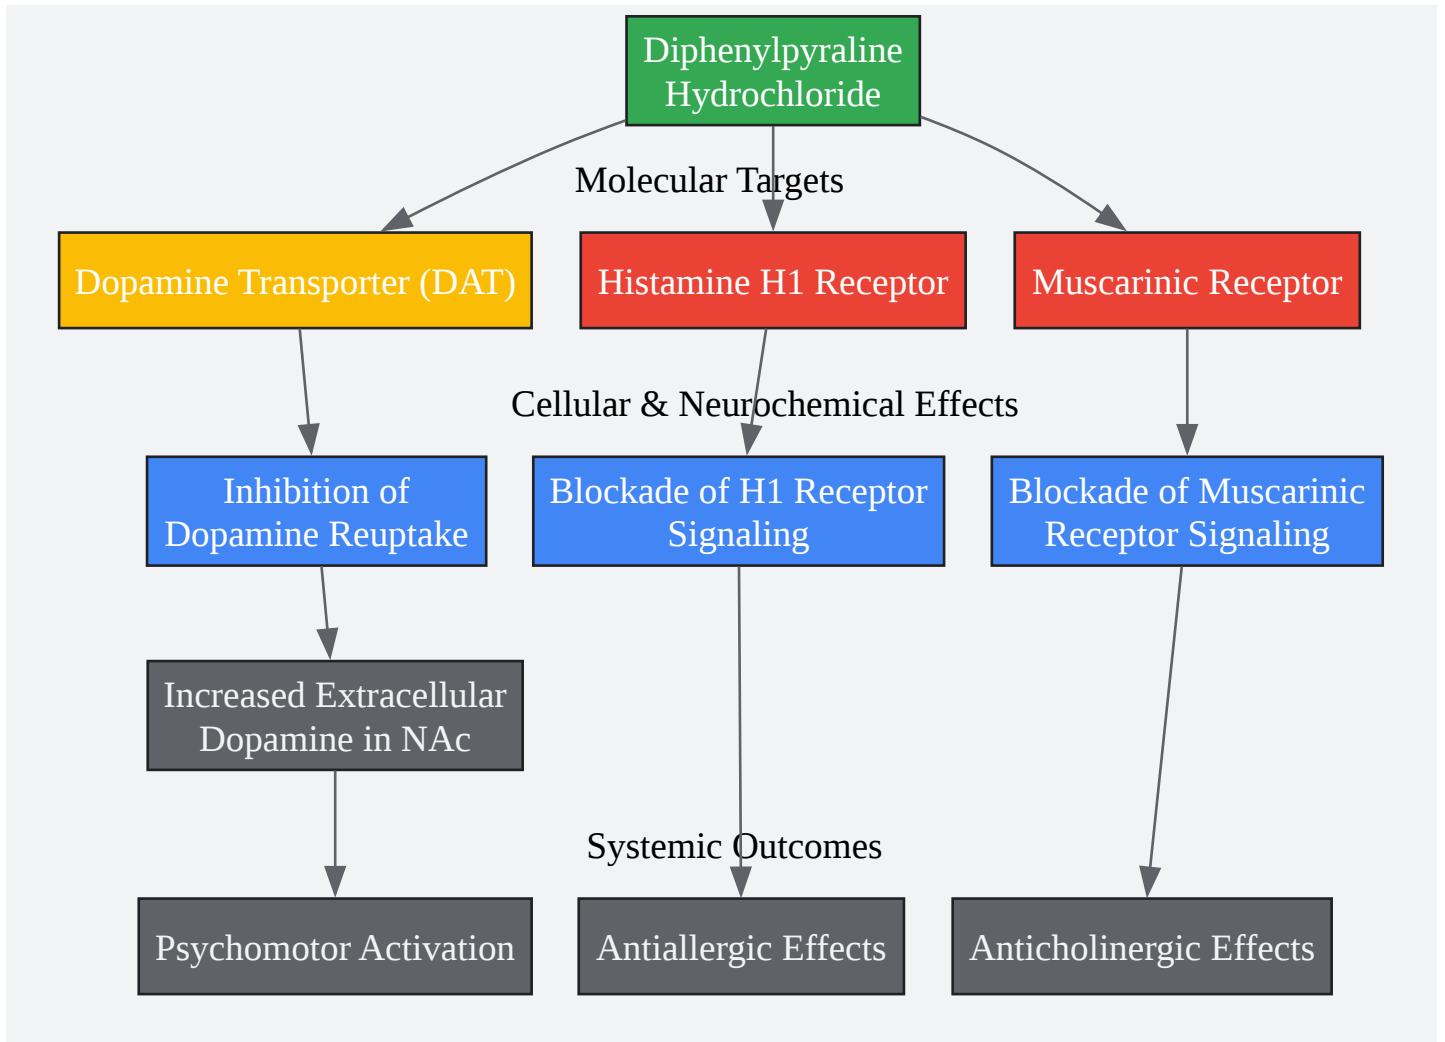 Diphenylpyraline
Hydrochloride
Molecular Targets
Dopamine Transporter (DAT)
Histamine H1 Receptor
Muscarinic Receptor
Cellular & Neurochemical Effects
Inhibition of
Dopamine Reuptake
Blockade of H1 Receptor
Signaling
Blockade of Muscarinic
Receptor Signaling
Increased Extracellular
Dopamine in NAc
Systemic Outcomes
Psychomotor Activation
Antiallergic Effects
Anticholinergic Effects